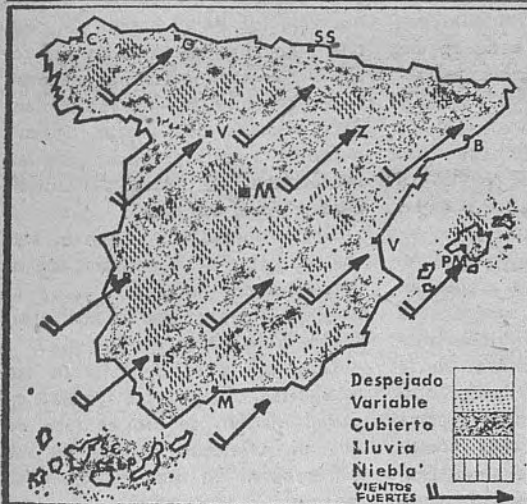 C
O
SS
V
Z
B
M
V
PM
B
S
M
SC
LP
Despejado
Variable
Cubierto
Lluvia
Niebla
VIENTOS
FUERTES